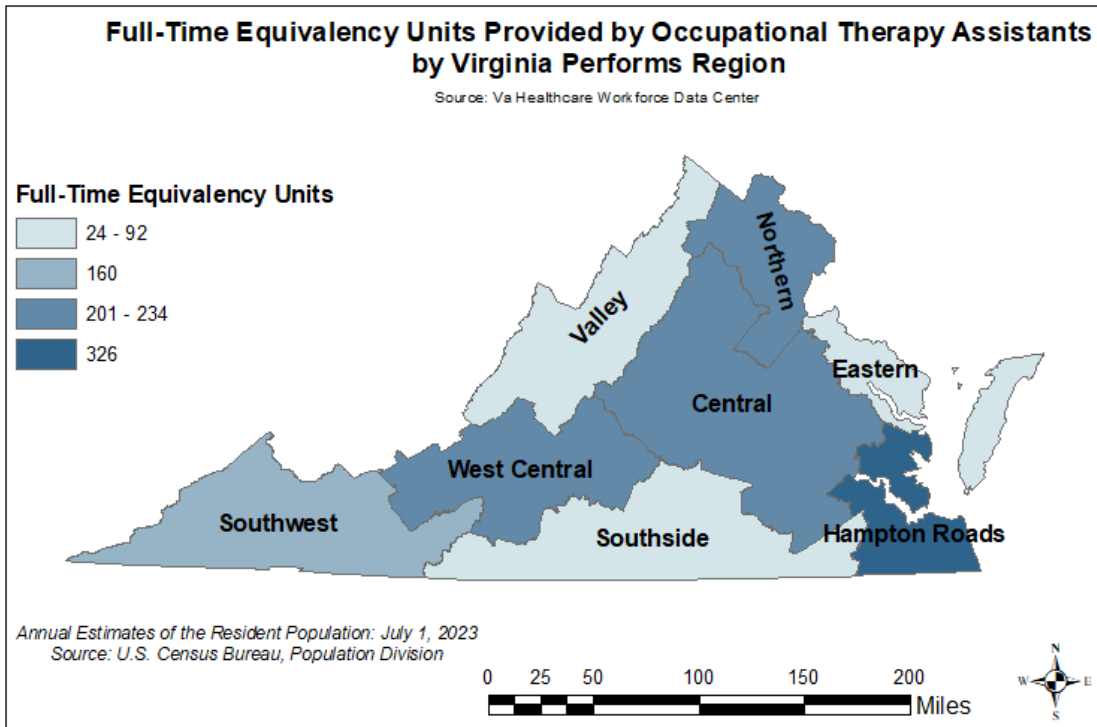 Full-Time Equivalency Units Provided by Occupational Therapy Assistants
by Virginia Performs Region
Source: Va Healthcare Workforce Data Center
Full-Time Equivalency Units
24 - 92
160
201 - 234
326
Northern
Valley
Eastern
Central
West Central
Southwest
Southside
Hampton Roads
Annual Estimates of the Resident Population: July 1, 2023
Source: U.S. Census Bureau, Population Division
0 25 50 100 150 200
Miles
N
W E
S